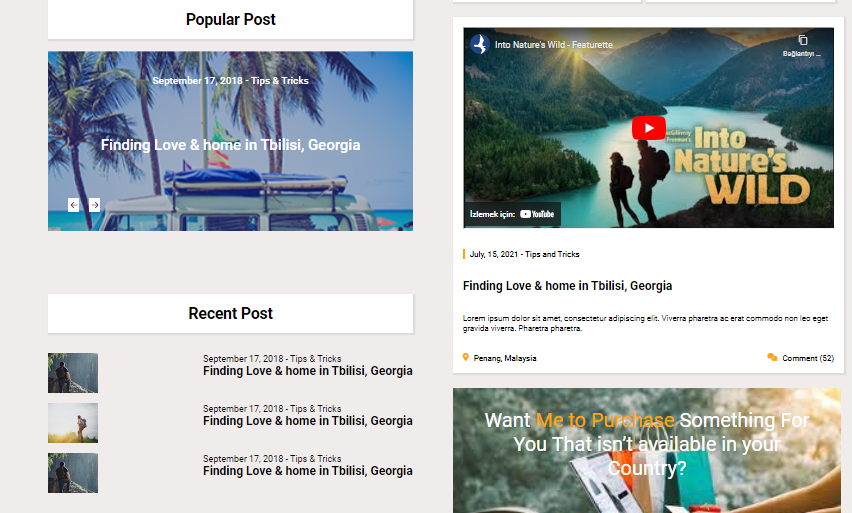 Popular Post
September 17, 2018 - Tips & Tricks
Finding Love & home in Tbilisi, Georgia
Recent Post
September 17, 2018 - Tips & Tricks
Finding Love & home in Tbilisi, Georgia
September 17, 2018 - Tips & Tricks
Finding Love & home in Tbilisi, Georgia
September 17, 2018 - Tips & Tricks
Finding Love & home in Tbilisi, Georgia
Into Nature's Wild - Featurette
Bağlantıyı ...
MacGillivray
Freeman's
Into
Nature's
WILD
İzlemek için:
YouTube
July, 15, 2021 - Tips and Tricks
Finding Love & home in Tbilisi, Georgia
Lorem ipsum dolor sit amet, consectetur adipiscing elit. Viverra pharetra ac erat commodo non leo eget
gravida viverra. Pharetra pharetra.
Penang, Malaysia
Comment (52)
Want Me to Purchase Something For
You That isn't available in your
Country?